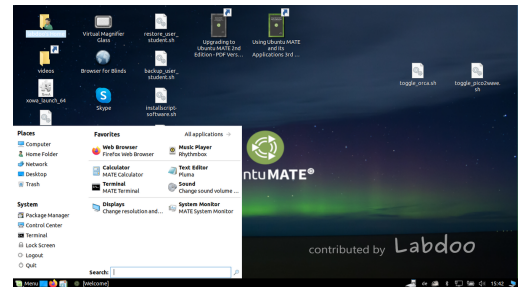 videos
xowa_launch_64
Virtual Magnifier
Glass
Browser for Blinds
Skype
restore_user_
student.sh
backup_user_
student.sh
installscript-
software.sh
Upgrading to
Ubuntu MATE 2nd
Edition - PDF Vers...
Using Ubuntu MATE
and its
Applications 3rd ...
toggle_orca.sh
toggle_pico2wave.
sh
Places
Computer
Home Folder
Network
Desktop
Trash
System
Package Manager
Control Center
Terminal
Lock Screen
Logout
Quit
Favorites
All applications
Web Browser
Firefox Web Browser
Music Player
Rhythmbox
Calculator
MATE Calculator
Text Editor
Pluma
Terminal
MATE Terminal
Sound
Change sound volume ...
Displays
Change resolution and...
System Monitor
MATE System Monitor
Search:
ntu MATE®
contributed by Labdoo
Menu
[Welcome]
15:42